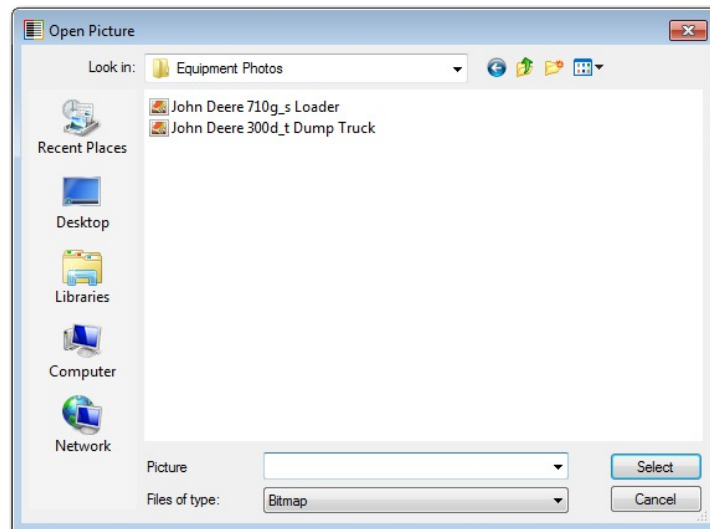 Open Picture
Look in: Equipment Photos
John Deere 710g_s Loader
John Deere 300d_t Dump Truck
Recent Places
Desktop
Libraries
Computer
Network
Picture Select
Files of type: Bitmap Cancel